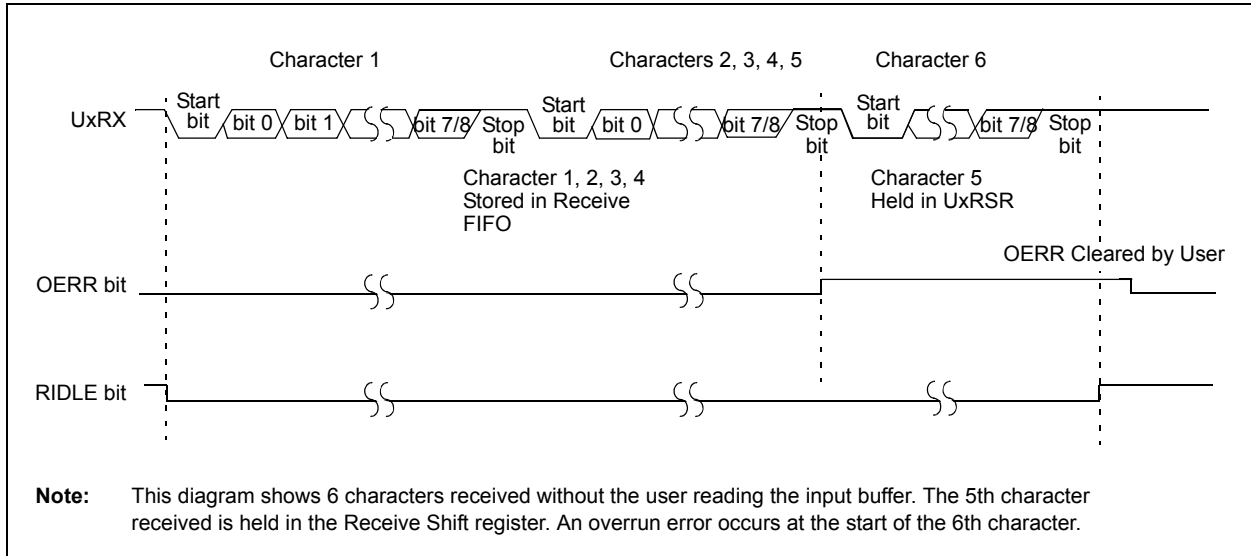 Character 1
Characters 2, 3, 4, 5
Character 6
UxRX
Start
bit
bit 0
bit 1
bit 7/8
Stop
bit
Start
bit
bit 0
bit 7/8
Stop
bit
Start
bit
bit 7/8
Stop
bit
Character 1, 2, 3, 4
Stored in Receive
FIFO
Character 5
Held in UxRSR
OERR Cleared by User
OERR bit
RIDLE bit
Note: This diagram shows 6 characters received without the user reading the input buffer. The 5th character
received is held in the Receive Shift register. An overrun error occurs at the start of the 6th character.